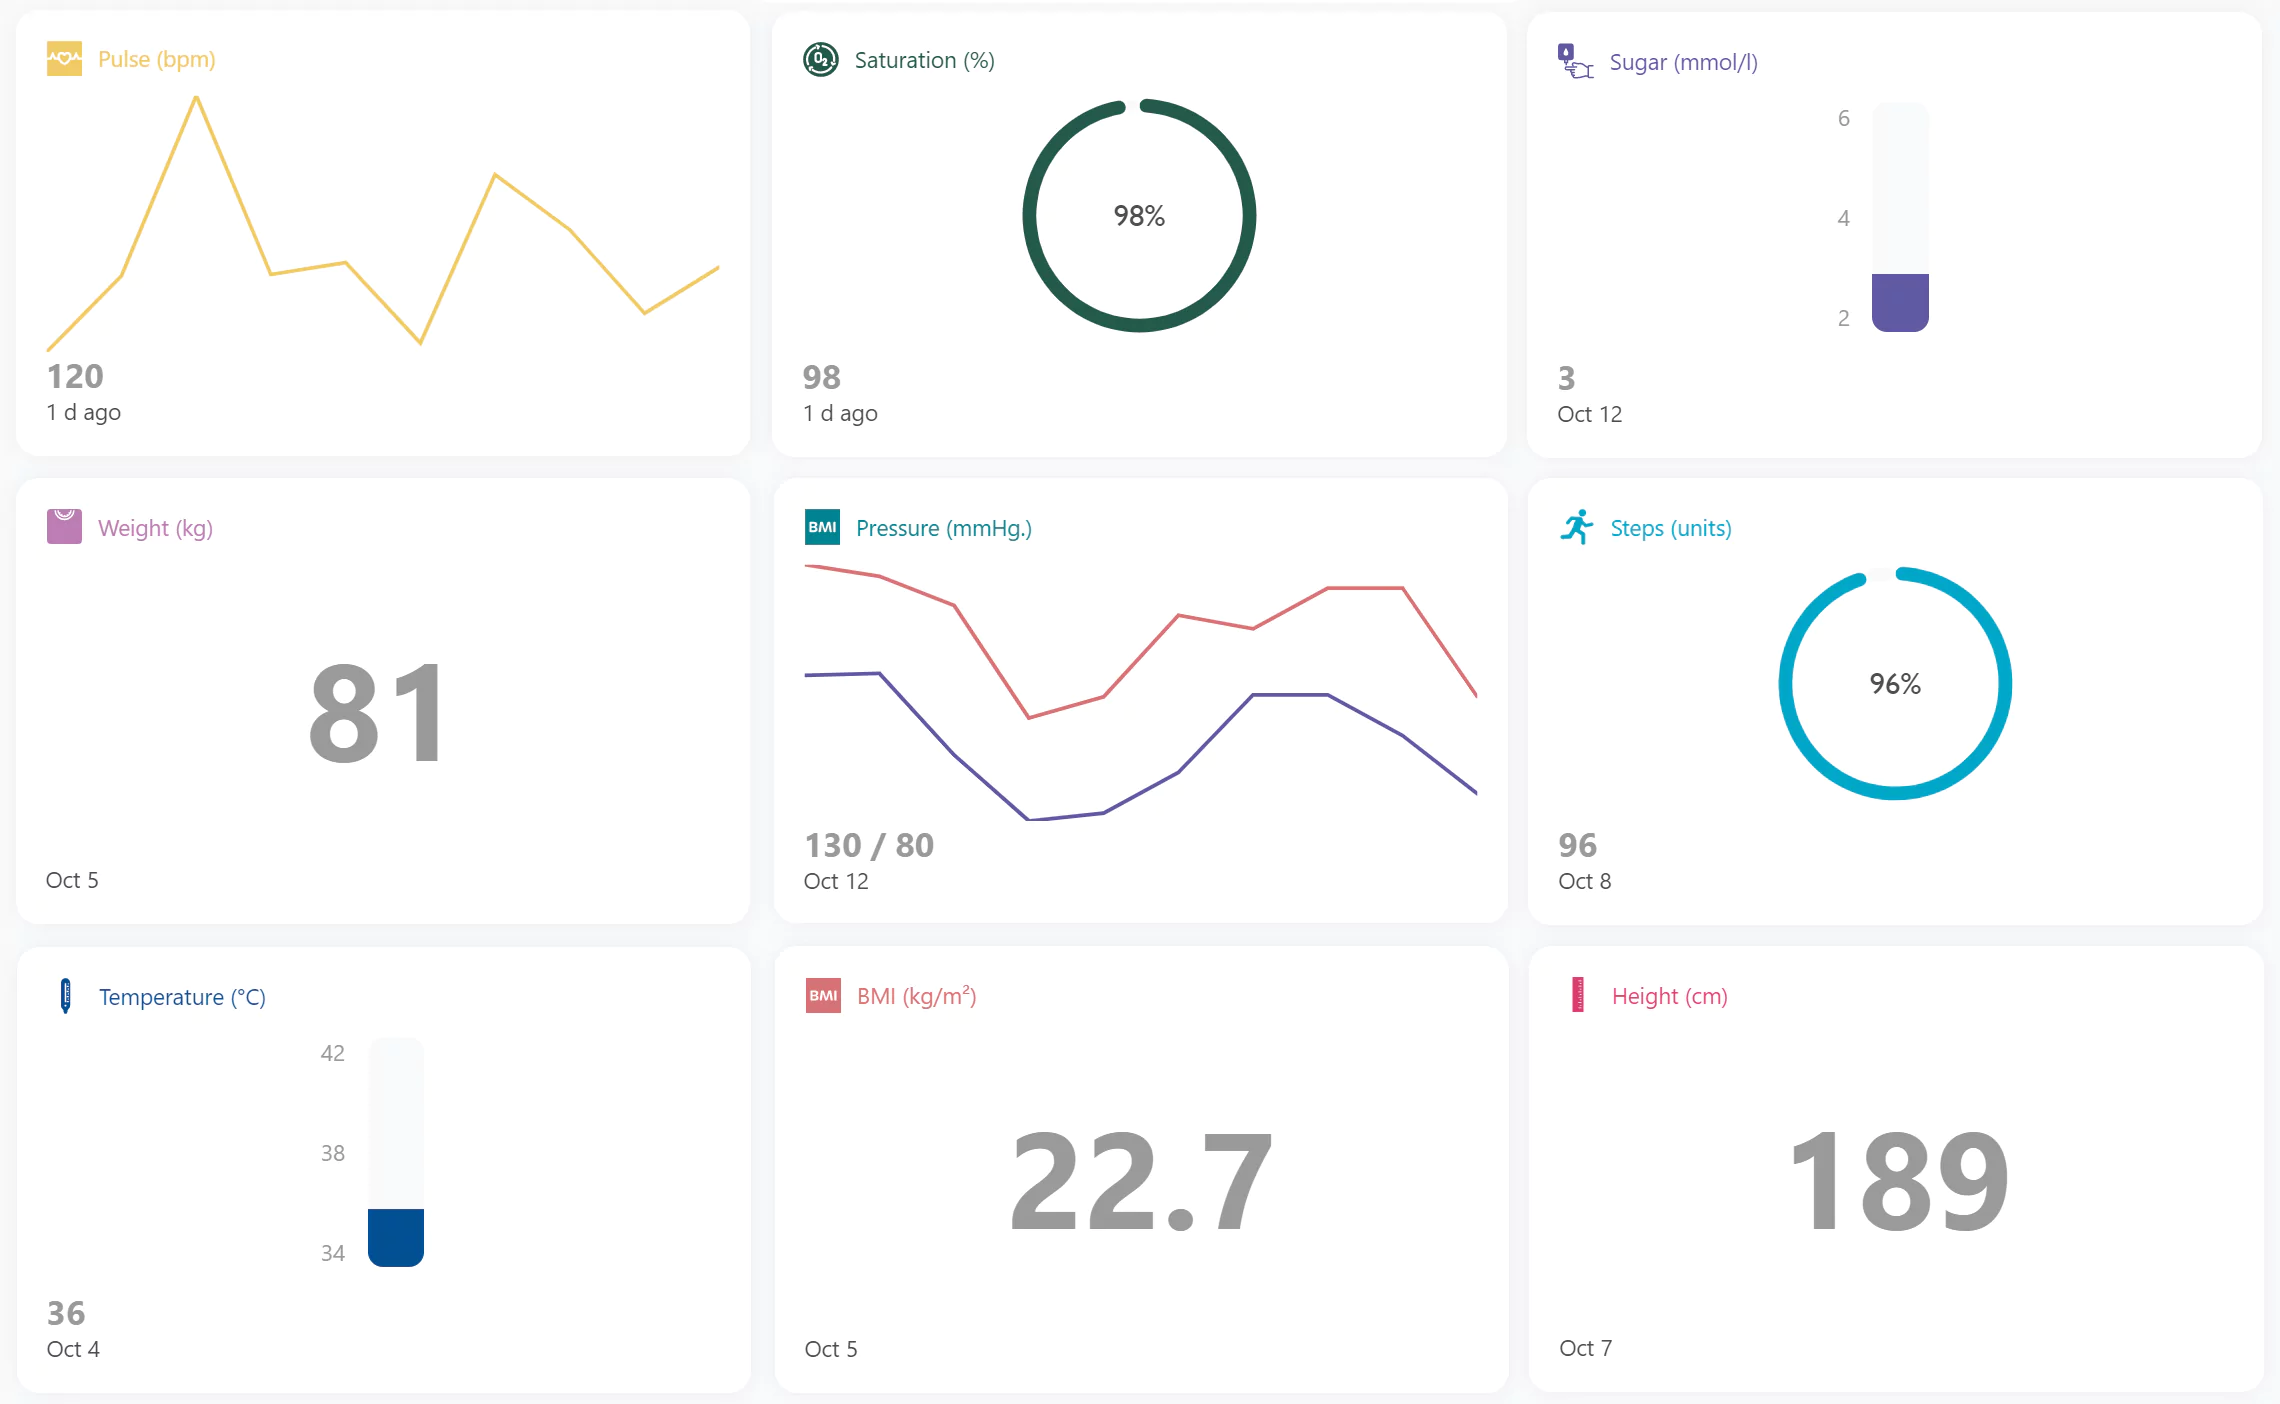 Pulse (bpm)
120
1 d ago
O2
Saturation (%)
98%
98
1 d ago
Sugar (mmol/l)
6
4
2
3
Oct 12
Weight (kg)
81
Oct 5
BMI
Pressure (mmHg.)
130 / 80
Oct 12
Steps (units)
96%
96
Oct 8
Temperature (°C)
42
38
34
36
Oct 4
BMI
BMI (kg/m²)
22.7
Oct 5
Height (cm)
189
Oct 7